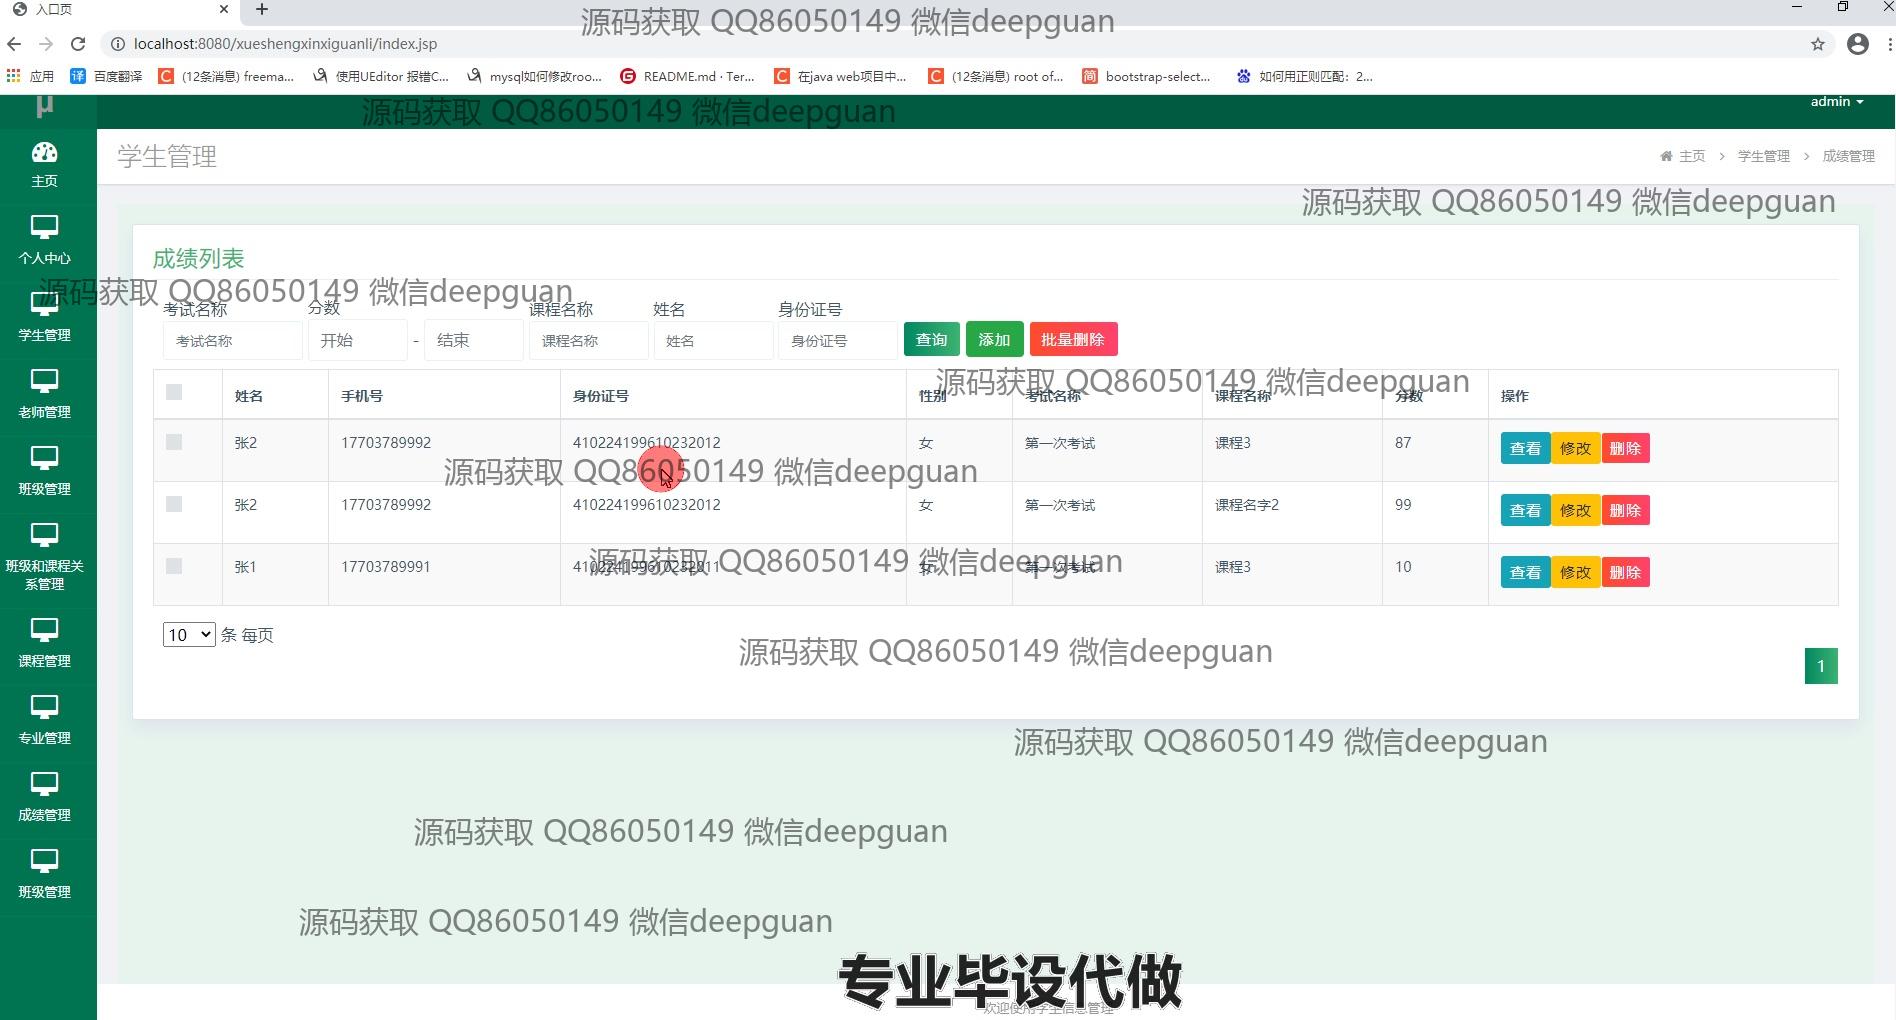 入口页
源码获取 QQ86050149 微信deepguan
localhost:8080/xueshengxinxiguanli/index.jsp
应用 百度翻译 (12条消息) freema... 使用UEditor 报错C... mysql如何修改roo... README.md · Ter... 在java web项目中... (12条消息) root of... bootstrap-select... 如何用正则匹配：2...
μ
源码获取 QQ86050149 微信deepguan
admin
主页
学生管理
主页 > 学生管理 > 成绩管理
源码获取 QQ86050149 微信deepguan
个人中心
成绩列表
源码获取 QQ86050149 微信deepguan
学生管理
考试名称 分数 课程名称 姓名 身份证号
考试名称 开始 - 结束 课程名称 姓名 身份证号 查询 添加 批量删除
源码获取 QQ86050149 微信deepguan
老师管理
姓名 手机号 身份证号 性别 考试名称 课程名称 分数 操作
张2 17703789992 410224199610232012 女 第一次考试 课程3 87 查看 修改 删除
源码获取 QQ86050149 微信deepguan
班级管理
张2 17703789992 410224199610232012 女 第一次考试 课程名字2 99 查看 修改 删除
源码获取 QQ86050149 微信deepguan
班级和课程关
系管理
张1 17703789991 410224199610232011 女 第一次考试 课程3 10 查看 修改 删除
10 条 每页
源码获取 QQ86050149 微信deepguan
1
课程管理
专业管理
源码获取 QQ86050149 微信deepguan
成绩管理
源码获取 QQ86050149 微信deepguan
班级管理
源码获取 QQ86050149 微信deepguan
专业毕设代做
欢迎使用学生信息管理